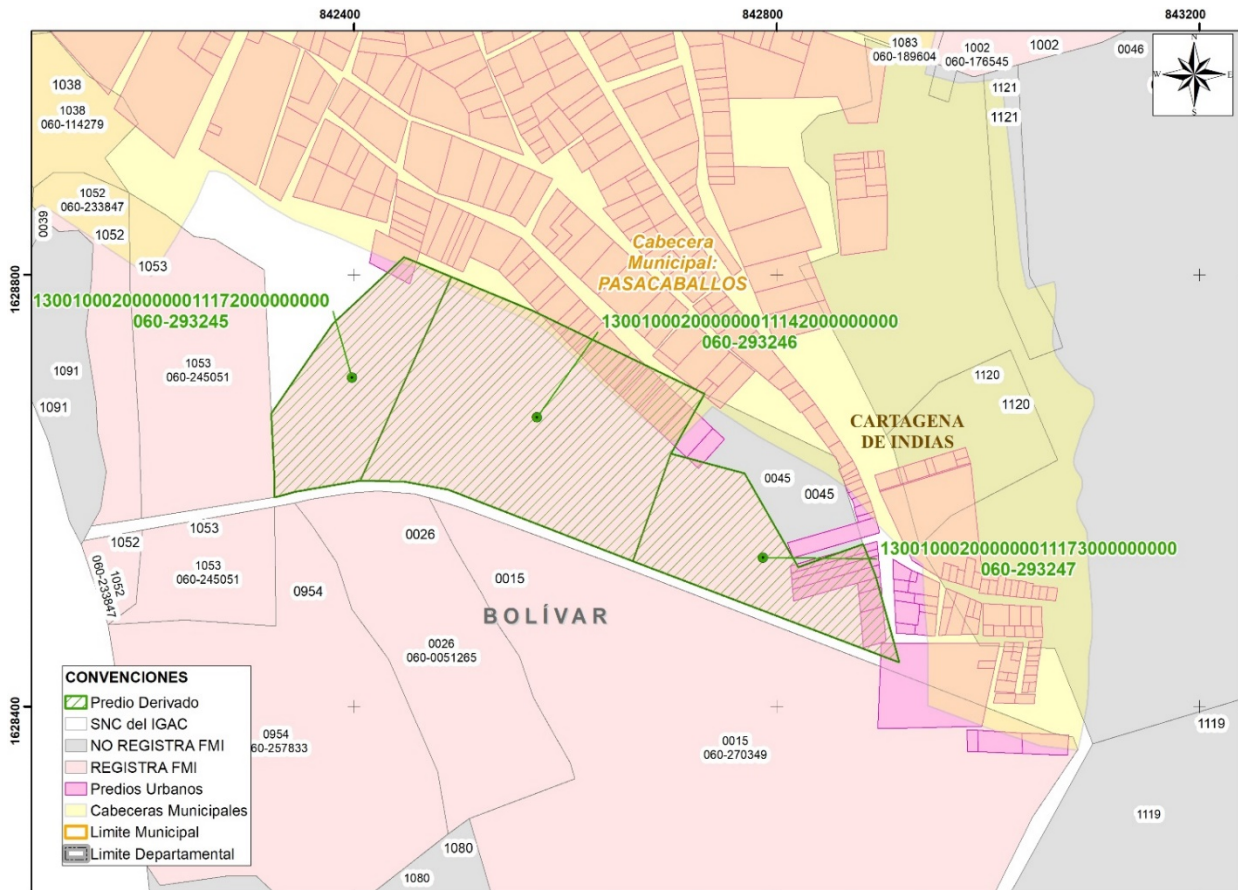 842400
842800
843200
1083
060-189604
1002
060-176545
1002
0046
N
W
E
S
1038
1038
060-114279
1121
1121
1052
060-233847
1052
0039
1053
Cabecera
Municipal:
PASACABALLOS
1628800
130010002000000011172000000000
060-293245
130010002000000011142000000000
060-293246
1053
060-245051
1091
1091
1120
1120
CARTAGENA
DE INDIAS
0045
0045
1053
0026
1052
1052
060-233847
1053
060-245051
0954
0015
130010002000000011173000000000
060-293247
BOLÍVAR
0026
060-0051265
CONVENCIONES
Predio Derivado
SNC del IGAC
NO REGISTRA FMI
REGISTRA FMI
Predios Urbanos
Cabeceras Municipales
Limite Municipal
Limite Departamental
1628400
0954
60-257833
0015
060-270349
1119
1119
1080
1080